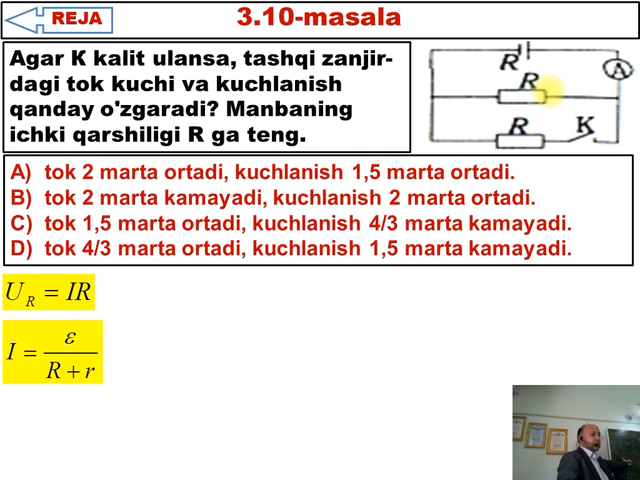 REJA
3.10-masala
Agar K kalit ulansa, tashqi zanjir-
dagi tok kuchi va kuchlanish
qanday o'zgaradi? Manbaning
ichki qarshiligi R ga teng.
R
A
R
R
K
A) tok 2 marta ortadi, kuchlanish 1,5 marta ortadi.
B) tok 2 marta kamayadi, kuchlanish 2 marta ortadi.
C) tok 1,5 marta ortadi, kuchlanish 4/3 marta kamayadi.
D) tok 4/3 marta ortadi, kuchlanish 1,5 marta kamayadi.
U_R = IR
I = ε / (R + r)